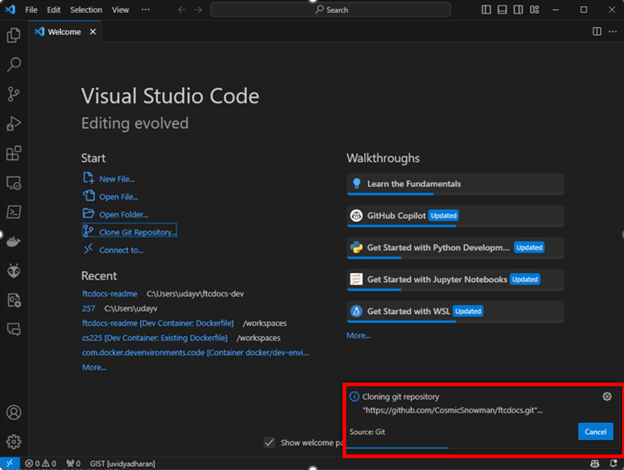 File Edit Selection View ... Search
Welcome
Visual Studio Code
Editing evolved
Start
New File...
Open File...
Open Folder...
Clone Git Repository...
Connect to...
Recent
ftcdocs-readme C:\Users\udayv\ftcdocs-dev
257 C:\Users\udayv
ftcdocs-readme [Dev Container: Dockerfile] /workspaces
cs225 [Dev Container: Existing Dockerfile] /workspaces
com.docker.devenvironments.code [Container docker/dev-envi...
More...
Walkthroughs
Learn the Fundamentals
GitHub Copilot Updated
Get Started with Python Developm... Updated
Get Started with Jupyter Notebooks Updated
Get Started with WSL Updated
More...
Cloning git repository
"https://github.com/CosmicSnowman/ftcdocs.git"...
Source: Git
Cancel
Show welcome pa
0 0 0 GIST [uvidyadharan]